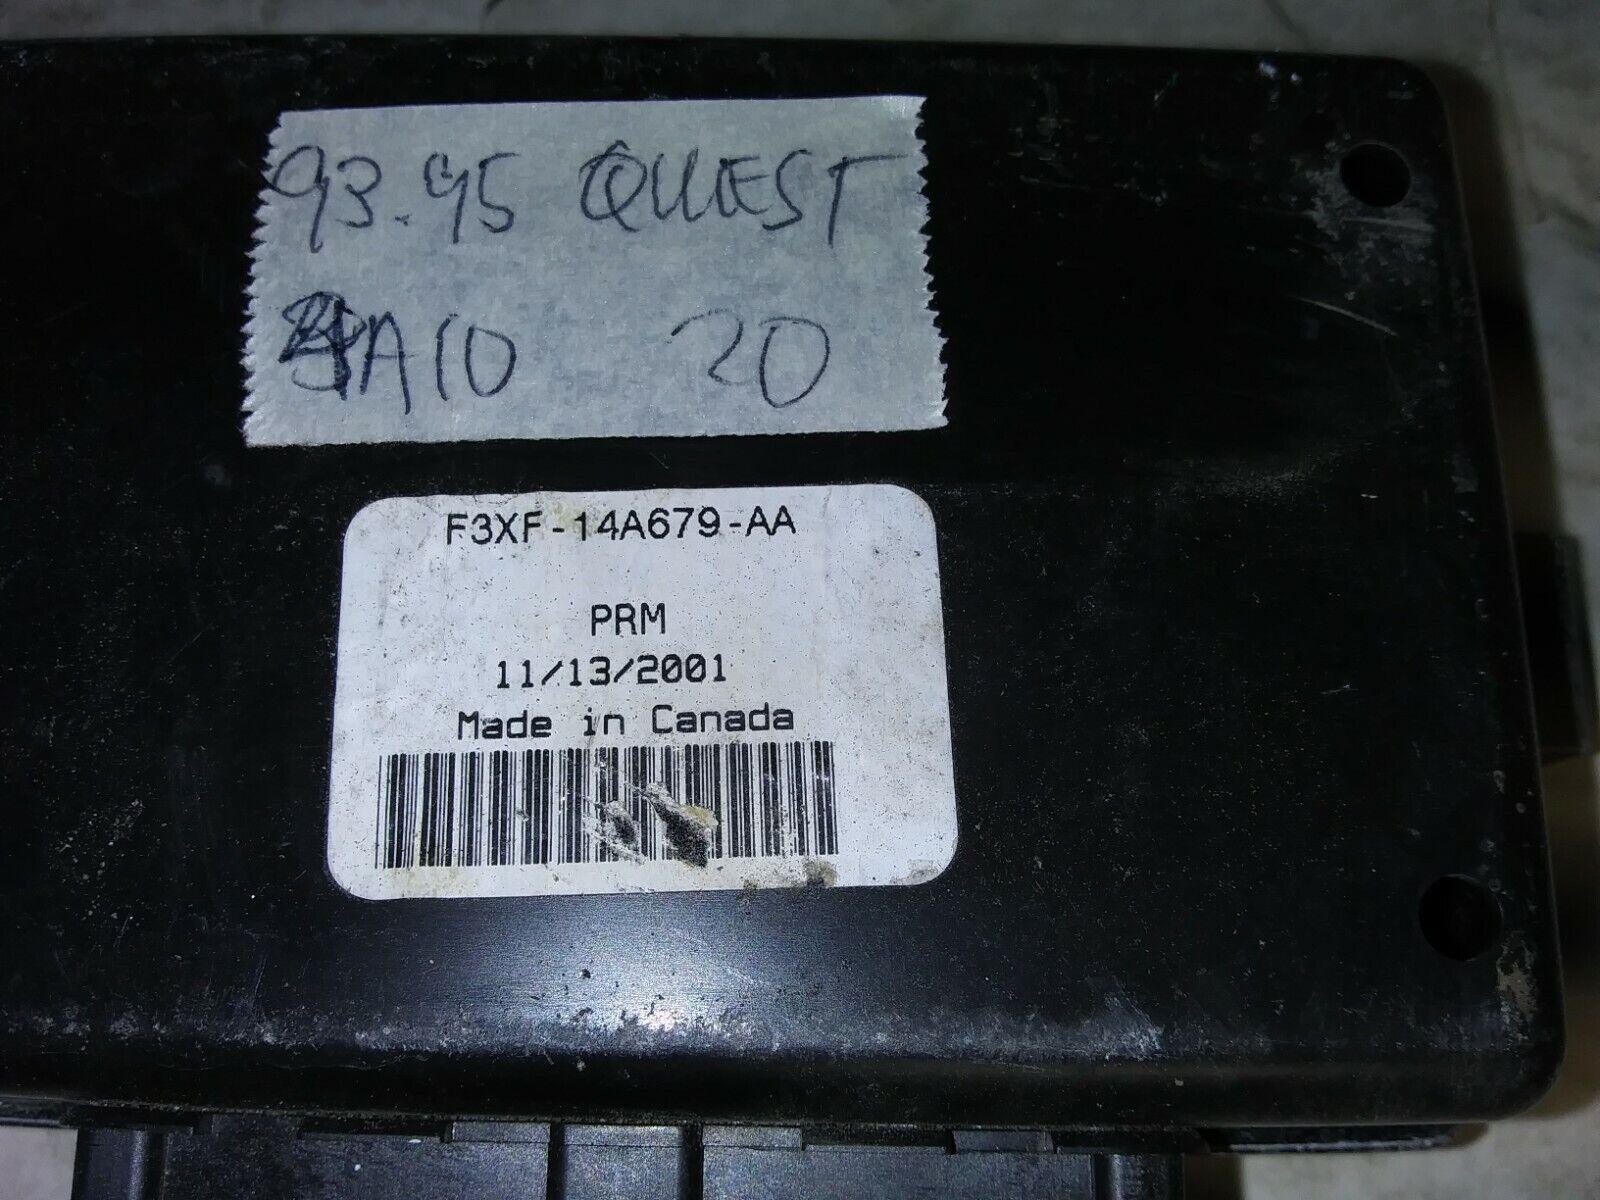 93.95 QUEST
A10 20
F3XF-14A679-AA
PRM
11/13/2001
Made in Canada